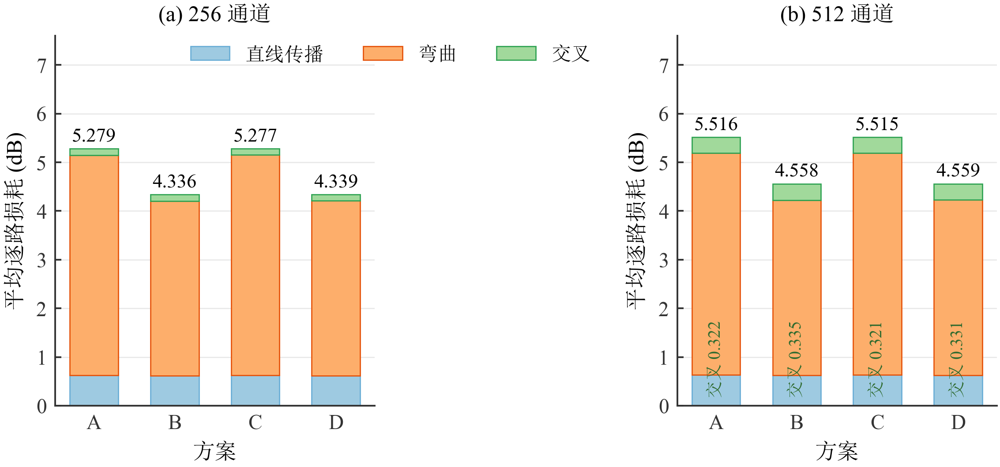 (a) 256 通道
直线传播 弯曲 交叉
平均逐路损耗 (dB)
7
6
5
4
3
2
1
0
5.279
4.336
5.277
4.339
A B C D
方案
(b) 512 通道
平均逐路损耗 (dB)
7
6
5
4
3
2
1
0
5.516
4.558
5.515
4.559
交叉 0.322
交叉 0.335
交叉 0.321
交叉 0.331
A B C D
方案